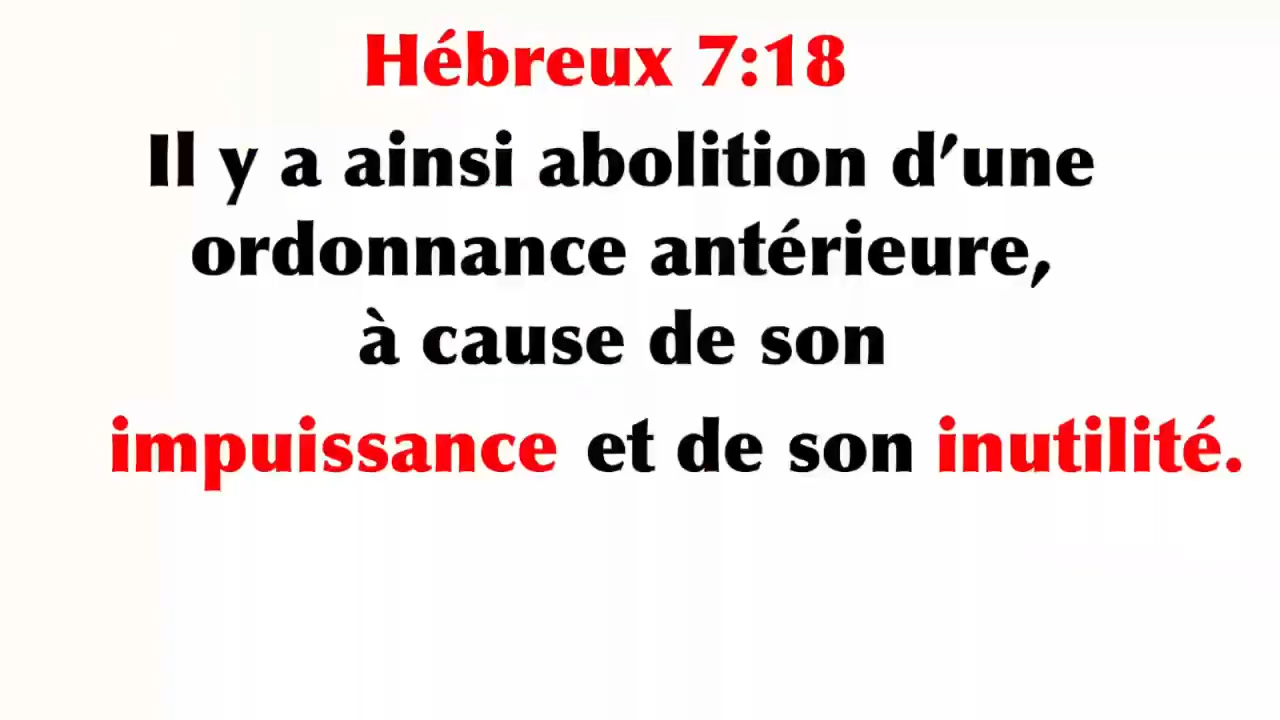 Hébreux 7:18
Il y a ainsi abolition d’une
ordonnance antérieure,
à cause de son
impuissance et de son inutilité.